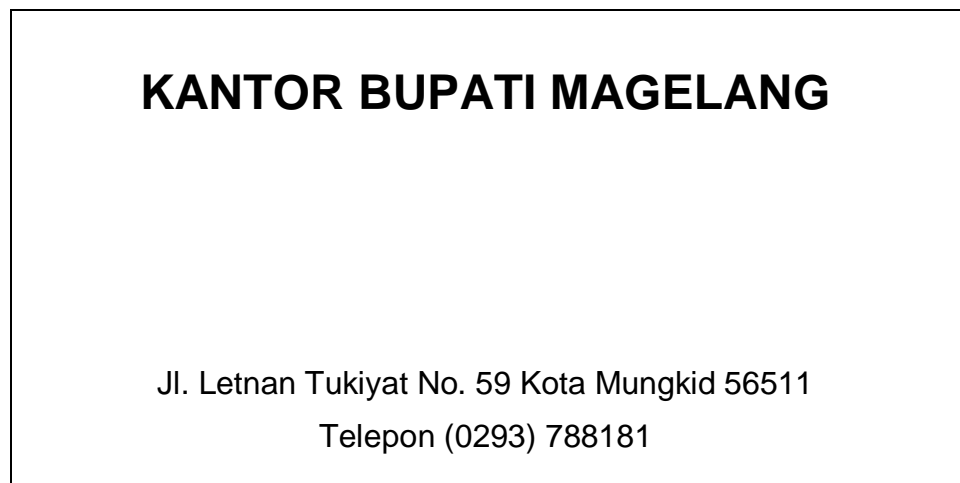 KANTOR BUPATI MAGELANG
Jl. Letnan Tukiyat No. 59 Kota Mungkid 56511
Telepon (0293) 788181